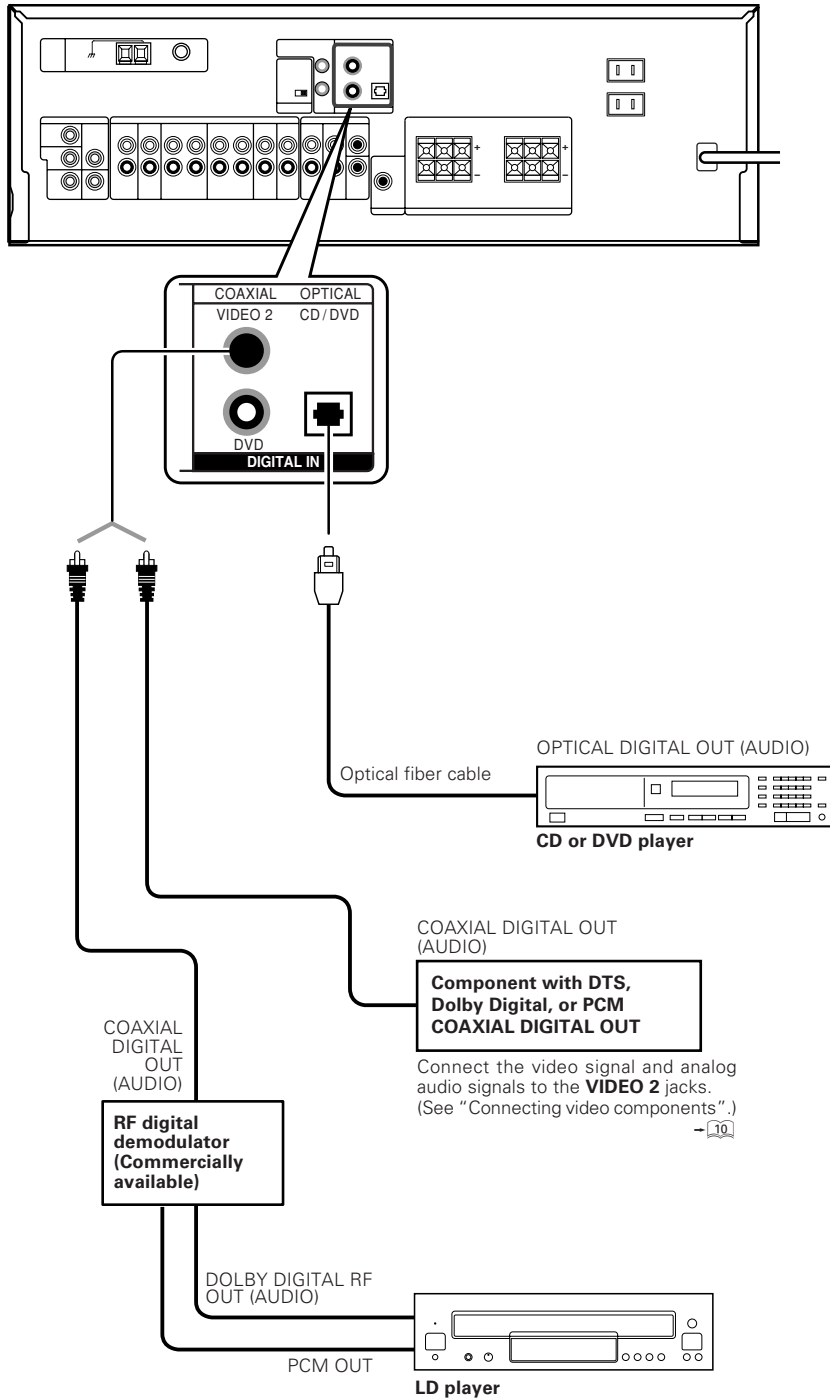 +
+
−
−
COAXIAL OPTICAL
VIDEO 2 CD/DVD
DVD
DIGITAL IN
OPTICAL DIGITAL OUT (AUDIO)
Optical fiber cable
CD or DVD player
COAXIAL DIGITAL OUT
(AUDIO)
Component with DTS,
Dolby Digital, or PCM
COAXIAL DIGITAL OUT
Connect the video signal and analog
audio signals to the VIDEO 2 jacks.
(See “Connecting video components”.)
→ 10
COAXIAL
DIGITAL
OUT
(AUDIO)
RF digital
demodulator
(Commercially
available)
DOLBY DIGITAL RF
OUT (AUDIO)
PCM OUT
LD player